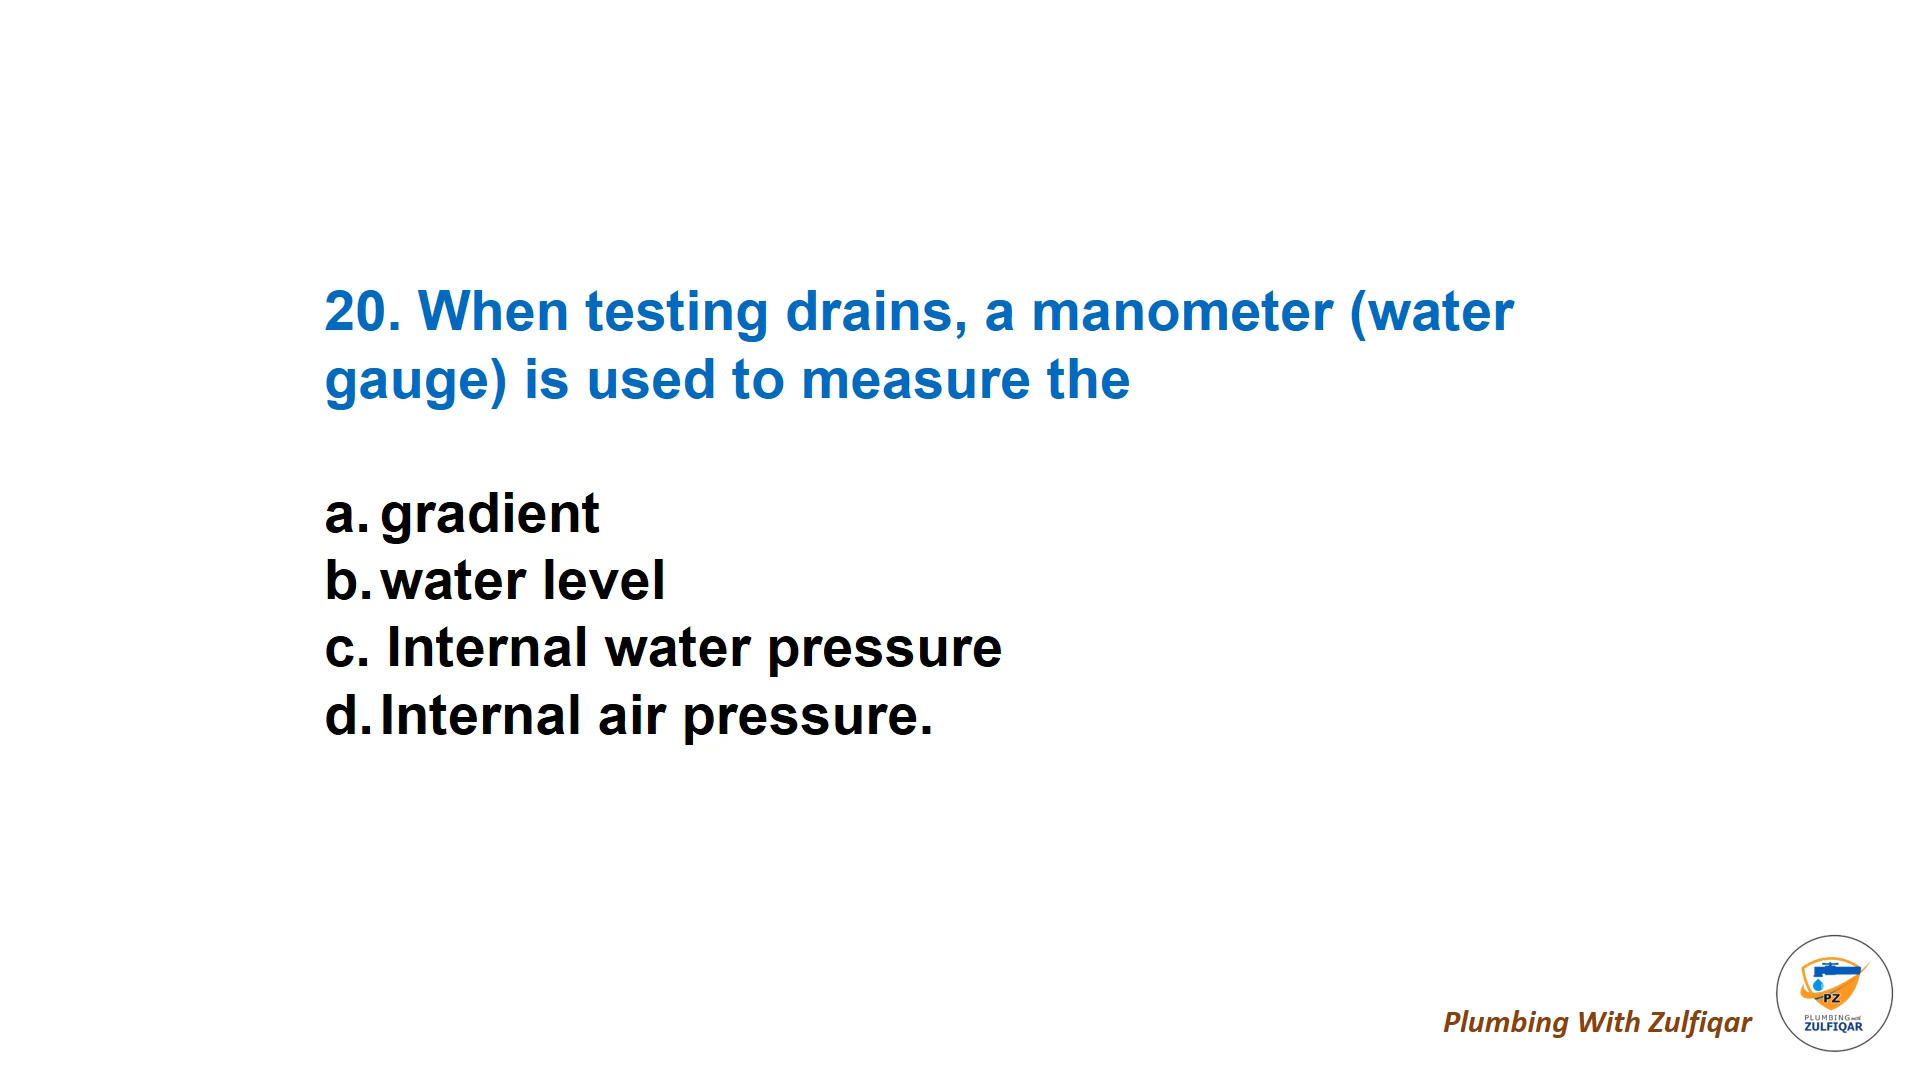 20. When testing drains, a manometer (water
gauge) is used to measure the
a. gradient
b. water level
c. Internal water pressure
d. Internal air pressure.
Plumbing With Zulfiqar
PZ
PLUMBING with
ZULFIQAR